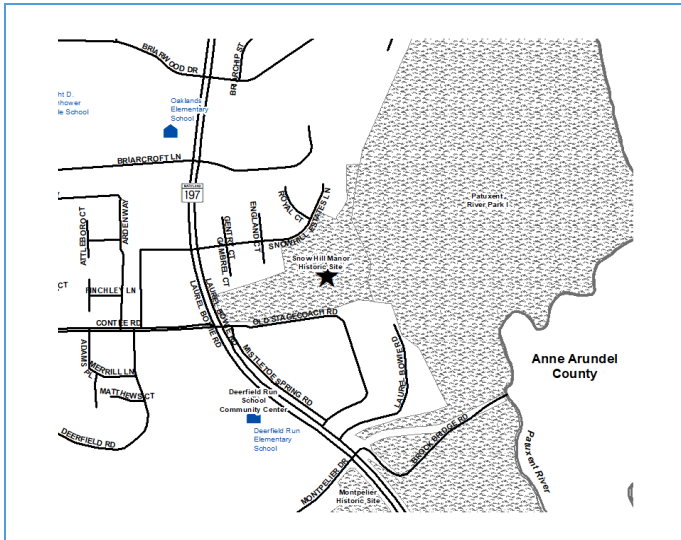 BRIARWOOD DR
BRIARCHIP ST
ht D.
nhower
le School
Oaklands
Elementary
School
BRIARCROFT LN
MARYLAND
197
ATTLEBORO CT
ARDENWAY
GENTRY CT
GAMBREL CT
ENGLAND CT
ROYAL CT
SNOWHILL ESTATES LN
Patuxent
River Park I
Snow Hill Manor
Historic Site
CT
FINCHLEY LN
CONTEE RD
LAUREL BOWIE RD
LAUREL BOWIE RD
OLD STAGECOACH RD
MISTLETOE SPRING RD
LAUREL BOWIE RD
ADAMS PL
MERRILL LN
MATTHEWS CT
DEERFIELD RD
Deerfield Run
School
Community Center
Deerfield Run
Elementary
School
Anne Arundel
County
BROCK BRIDGE RD
MONTPELIER DR
Montpelier
Historic Site
Patuxent River